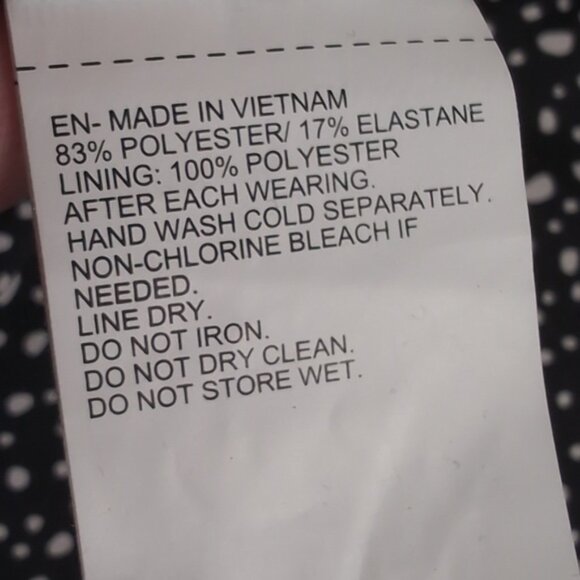 EN- MADE IN VIETNAM
83% POLYESTER/ 17% ELASTANE
LINING: 100% POLYESTER
AFTER EACH WEARING.
HAND WASH COLD SEPARATELY.
NON-CHLORINE BLEACH IF
NEEDED.
LINE DRY.
DO NOT IRON.
DO NOT DRY CLEAN.
DO NOT STORE WET.